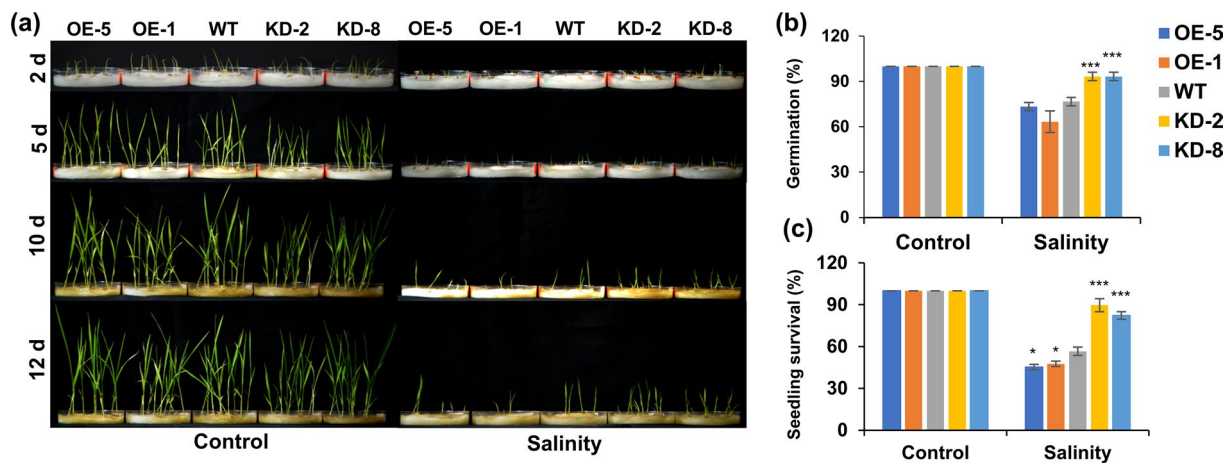 (a)
OE-5 OE-1 WT KD-2 KD-8 OE-5 OE-1 WT KD-2 KD-8
2 d
5 d
10 d
12 d
Control Salinity
(b)
Germination (%)
120
90
60
30
0
*** ***
Control Salinity
OE-5
OE-1
WT
KD-2
KD-8
(c)
Seedling survival (%)
120
90
60
30
0
* * *** ***
Control Salinity